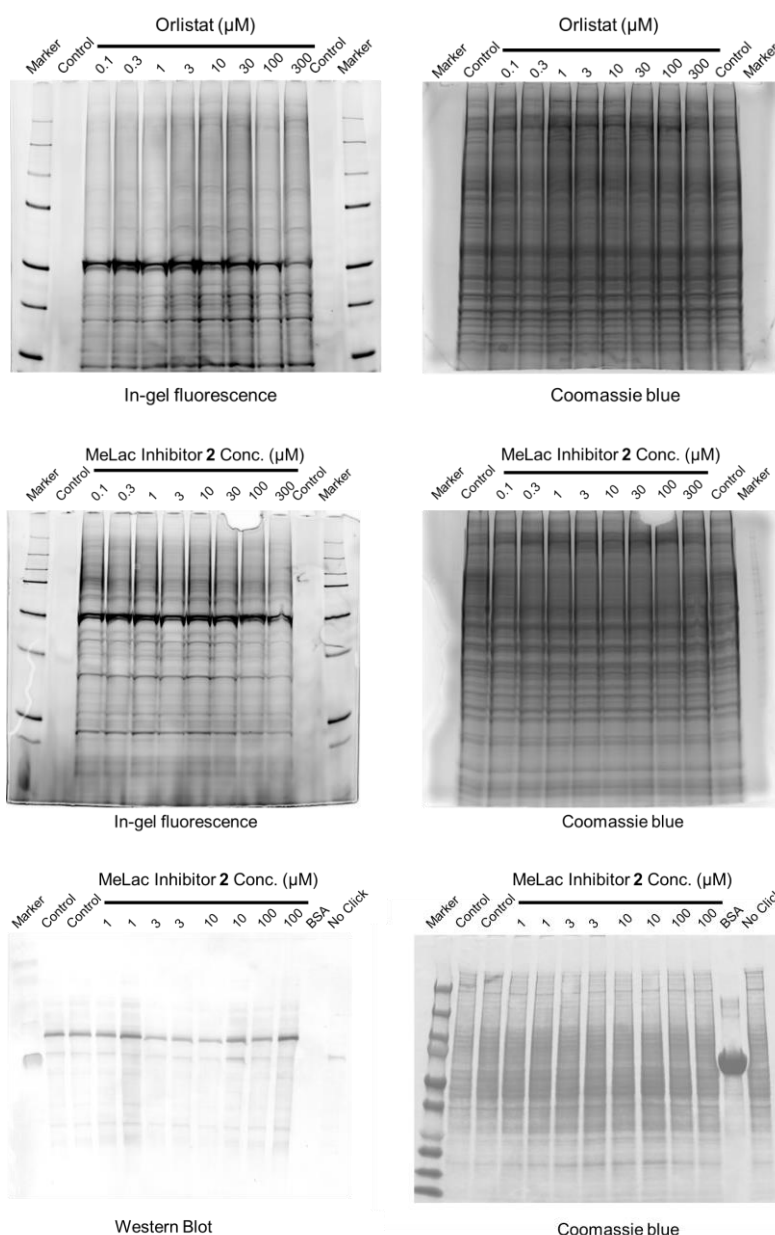 Orlistat (µM)
Marker Control 0.1 0.3 1 3 10 30 100 300 Control Marker
In-gel fluorescence
Orlistat (µM)
Marker Control 0.1 0.3 1 3 10 30 100 300 Control Marker
Coomassie blue
MeLac Inhibitor 2 Conc. (µM)
Marker Control 0.1 0.3 1 3 10 30 100 300 Control Marker
In-gel fluorescence
MeLac Inhibitor 2 Conc. (µM)
Marker Control 0.1 0.3 1 3 10 30 100 300 Control Marker
Coomassie blue
MeLac Inhibitor 2 Conc. (µM)
Marker Control Control 1 1 3 3 10 10 100 100 BSA No Click
Western Blot
MeLac Inhibitor 2 Conc. (µM)
Marker Control Control 1 1 3 3 10 10 100 100 BSA No Click
Coomassie blue